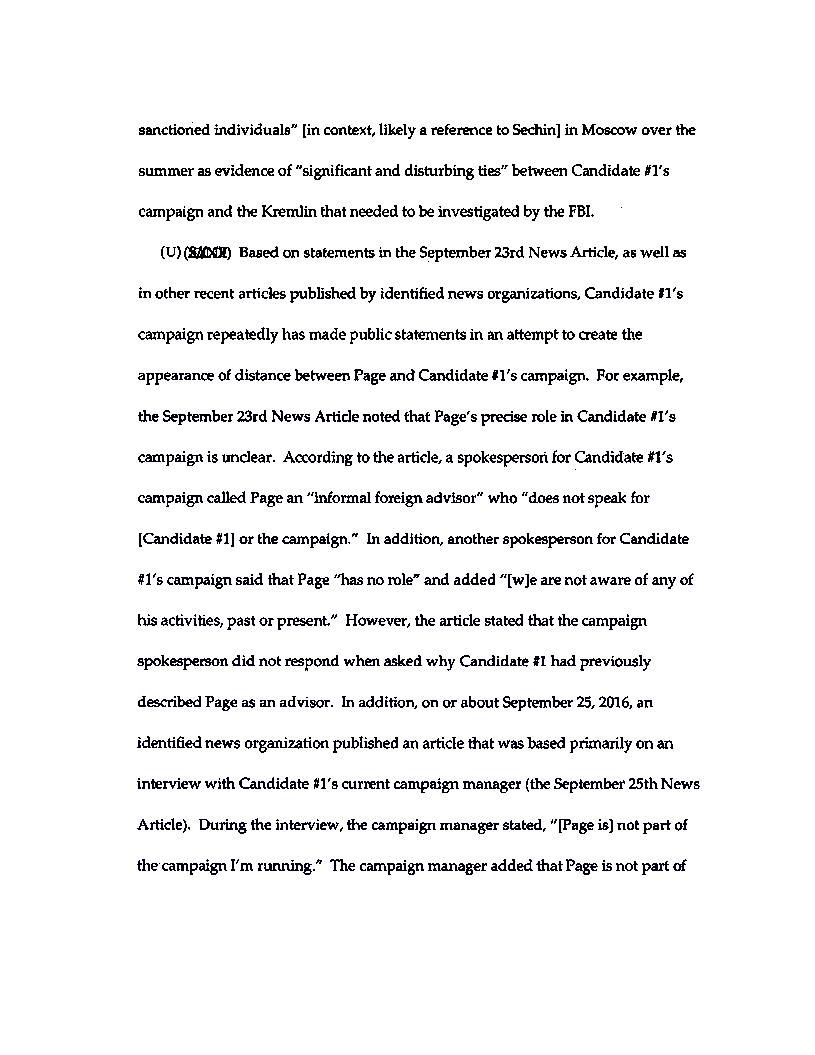 sanctioned individuals" [in context, likely a reference to Sechin] in Moscow over the
summer as evidence of "significant and disturbing ties" between Candidate #1's
campaign and the Kremlin that needed to be investigated by the FBI.
(U) Based on statements in the September 23rd News Article, as well as
in other recent articles published by identified news organizations, Candidate #1's
campaign repeatedly has made public statements in an attempt to create the
appearance of distance between Page and Candidate #1's campaign. For example,
the September 23rd News Article noted that Page's precise role in Candidate #1's
campaign is unclear. According to the article, a spokesperson for Candidate #1's
campaign called Page an "informal foreign advisor" who "does not speak for
[Candidate #1] or the campaign." In addition, another spokesperson for Candidate
#1's campaign said that Page "has no role" and added "[w]e are not aware of any of
his activities, past or present." However, the article stated that the campaign
spokesperson did not respond when asked why Candidate #1 had previously
described Page as an advisor. In addition, on or about September 25, 2016, an
identified news organization published an article that was based primarily on an
interview with Candidate #1's current campaign manager (the September 25th News
Article). During the interview, the campaign manager stated, "[Page is] not part of
the campaign I'm running." The campaign manager added that Page is not part of